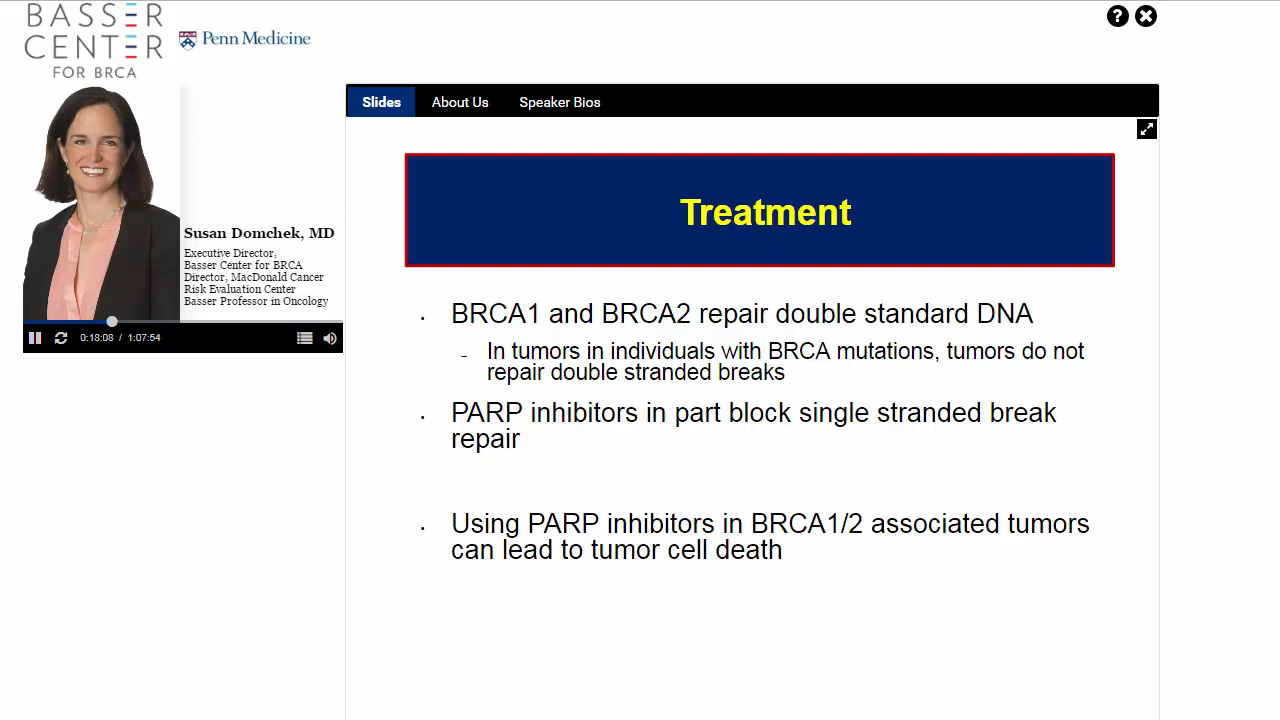 BASSER
CENTER
FOR BRCA
Penn Medicine
Susan Domchek, MD
Executive Director,
Basser Center for BRCA
Director, MacDonald Cancer
Risk Evaluation Center
Basser Professor in Oncology
0:18:08 / 1:07:54
Slides About Us Speaker Bios
Treatment
BRCA1 and BRCA2 repair double standard DNA
In tumors in individuals with BRCA mutations, tumors do not
repair double stranded breaks
PARP inhibitors in part block single stranded break
repair
Using PARP inhibitors in BRCA1/2 associated tumors
can lead to tumor cell death